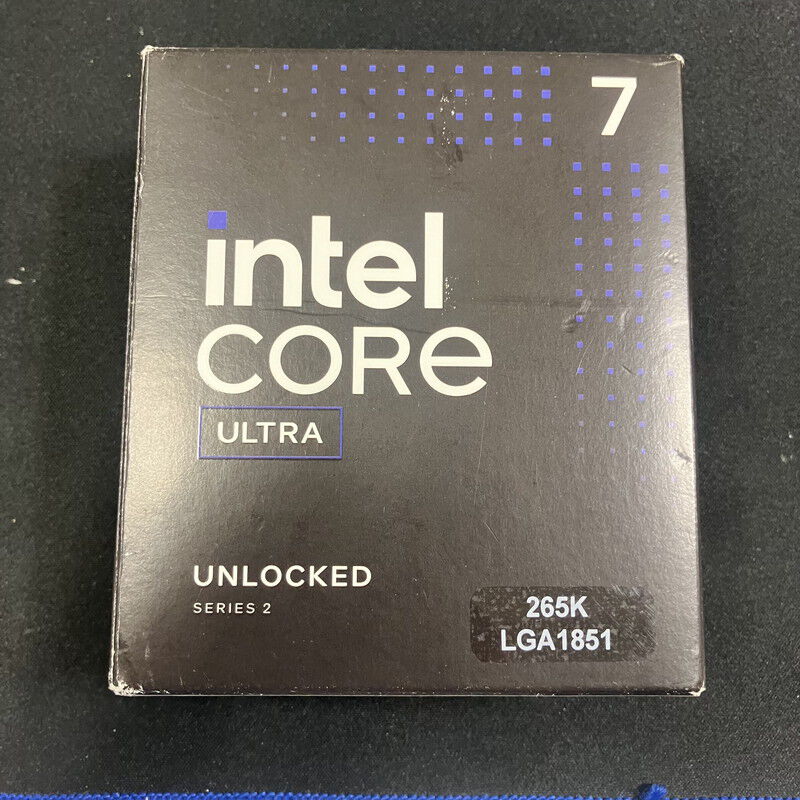 7
intel
CORE
ULTRA
UNLOCKED
SERIES 2
265K
LGA1851